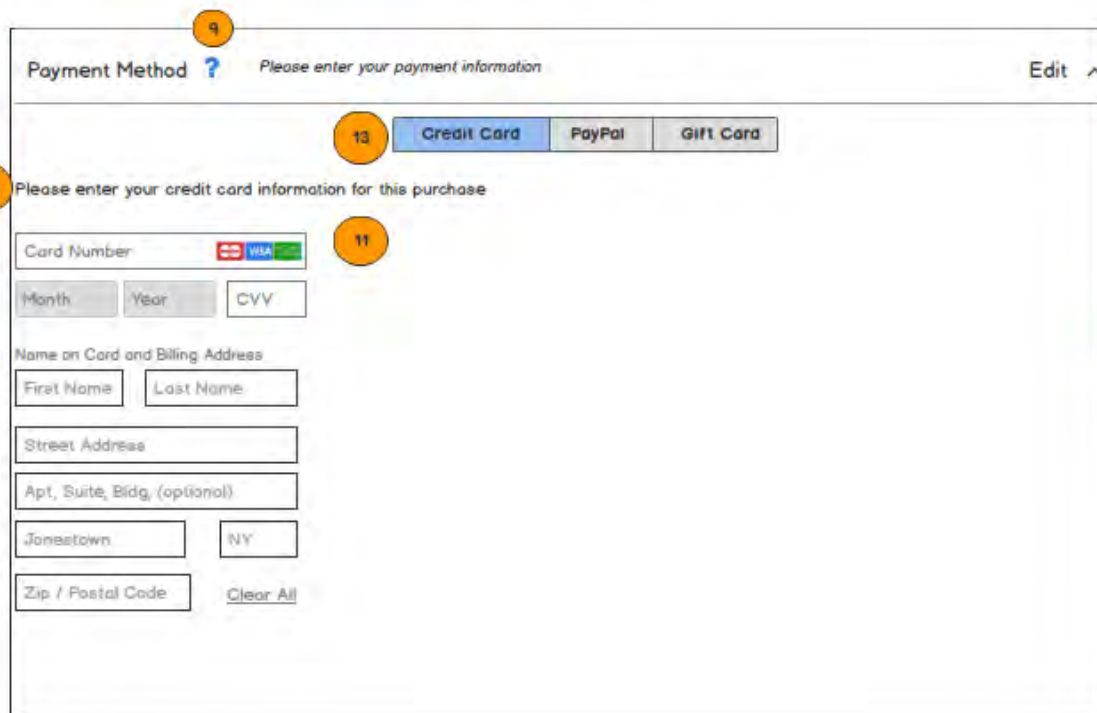 9
Payment Method ? Please enter your payment information Edit
13 Credit Card PayPal Gift Card
Please enter your credit card information for this purchase
Card Number VISA 11
Month Year CVV
Name on Card and Billing Address
First Name Last Name
Street Address
Apt, Suite, Bldg, (optional)
Jonestown NY
Zip / Postal Code Clear All